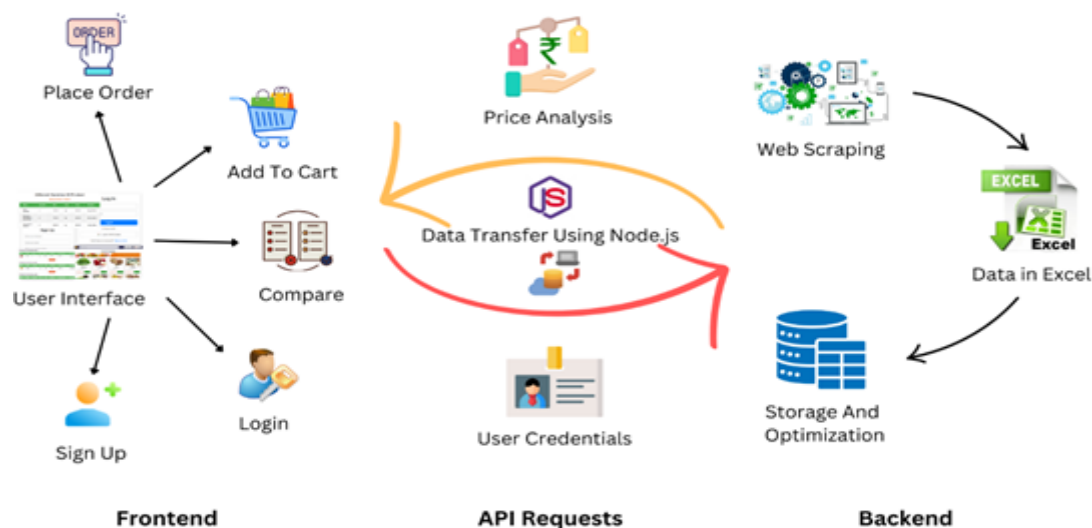 ORDER
Place Order
Add To Cart
User Interface
Compare
Sign Up
Login
Price Analysis
JS
Data Transfer Using Node.js
User Credentials
Web Scraping
EXCEL
Excel
Data in Excel
Storage And
Optimization
Frontend
API Requests
Backend